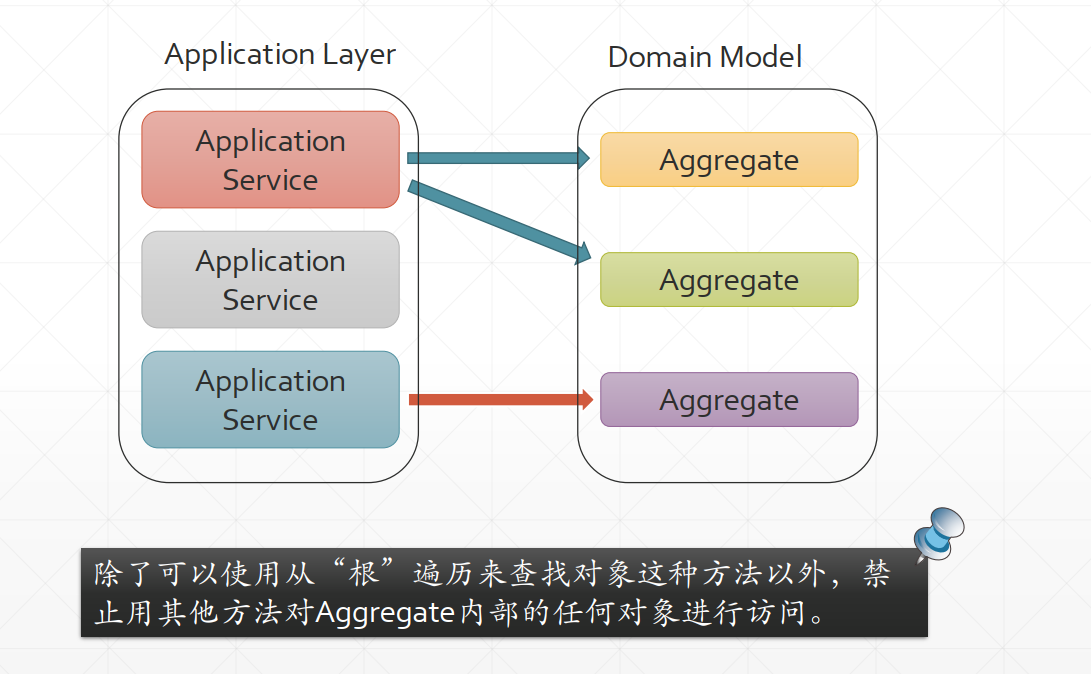 Application Layer
Domain Model
Application
Service
Aggregate
Application
Service
Aggregate
Application
Service
Aggregate
除了可以使用从“根”遍历来查找对象这种方法以外，禁
止用其他方法对Aggregate内部的任何对象进行访问。